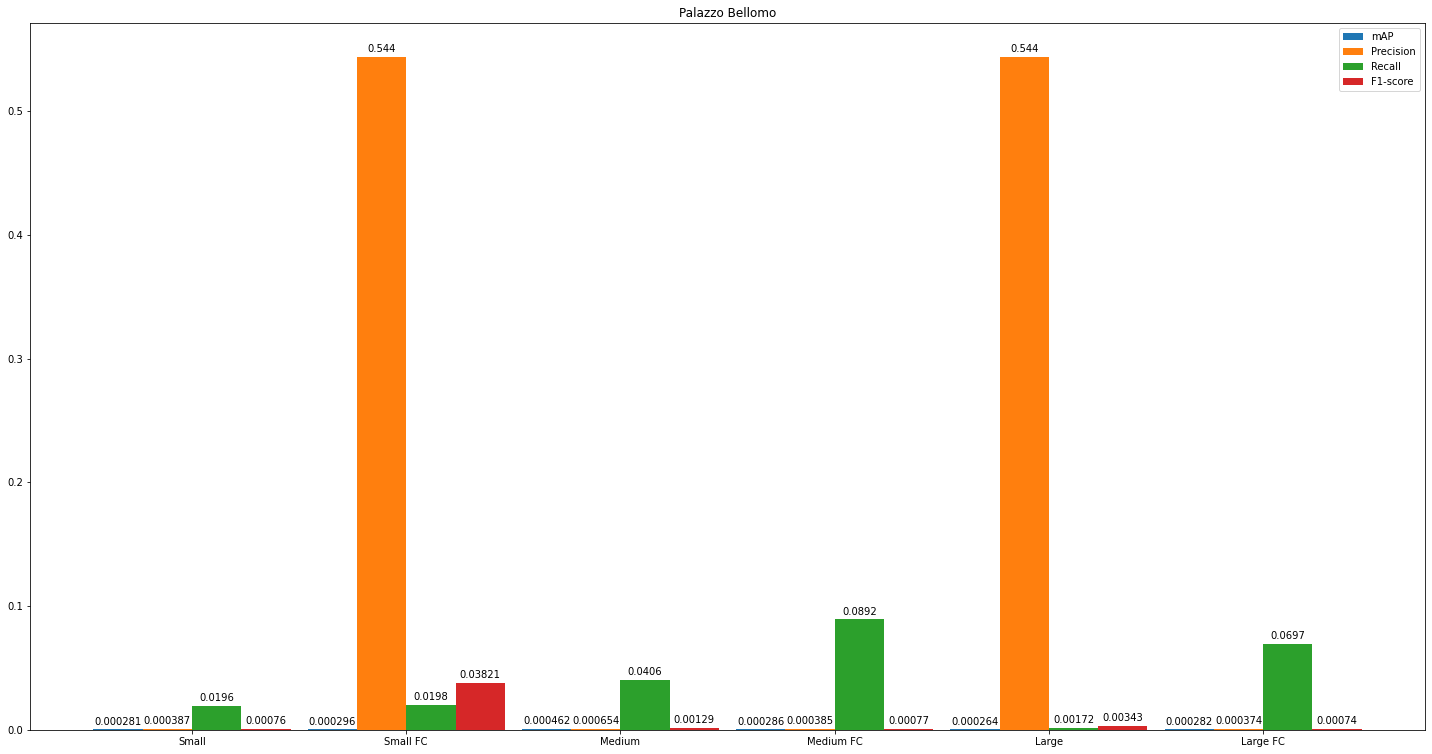 Palazzo Bellomo
mAP
Precision
Recall
F1-score
0.5
0.4
0.3
0.2
0.1
0.0
0.000281
0.000387
0.0196
0.00076
0.000296
0.544
0.0198
0.03821
0.000462
0.000654
0.0406
0.00129
0.000286
0.000385
0.0892
0.00077
0.000264
0.544
0.00172
0.00343
0.000282
0.000374
0.0697
0.00074
Small
Small FC
Medium
Medium FC
Large
Large FC